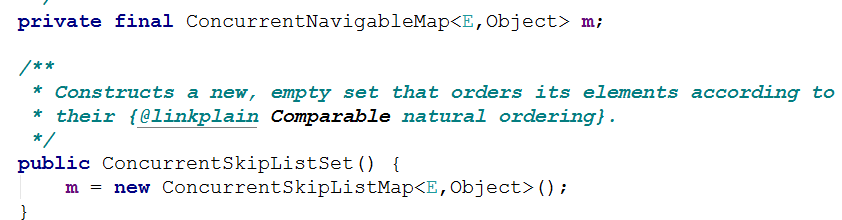 private final ConcurrentNavigableMap<E,Object> m;
/**
* Constructs a new, empty set that orders its elements according to
* their {@linkplain Comparable natural ordering}.
*/
public ConcurrentSkipListSet() {
m = new ConcurrentSkipListMap<E,Object>();
}